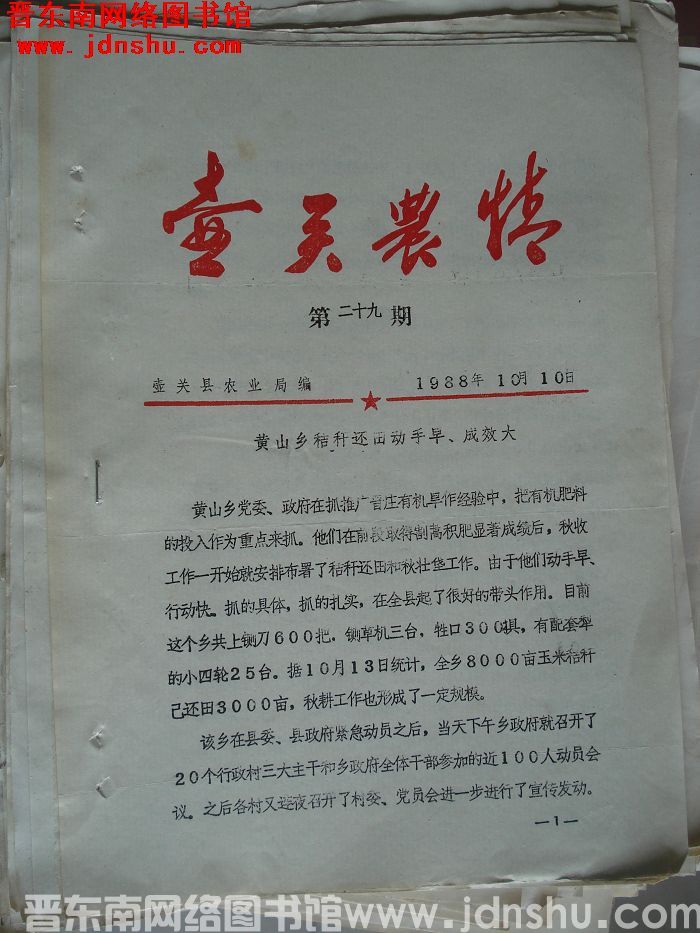 晋东南网络图书馆
www.jdnshu.com
壶关農情
第二十九期
壶关县农业局编 1988年10月10日
黄山乡秸秆还田动手早、成效大
黄山乡党委、政府在抓推广晋庄有机旱作经验中，把有机肥料
的投入作为重点来抓。他们在前段取得割蒿积肥显著成绩后，秋收
工作一开始就安排布署了秸秆还田和秋壮垡工作。由于他们动手早、
行动快。抓的具体，抓的扎实，在全县起了很好的带头作用。目前
这个乡共上铡刀600把，铡草机三台，牲口300犋，有配套犁
的小四轮25台。据10月13日统计，全乡8000亩玉米秸秆
已还田3000亩，秋耕工作也形成了一定规模。
该乡在县委、县政府紧急动员之后，当天下午乡政府就召开了
20个行政村三大主干和乡政府全体干部参加的近100人动员会
议。之后各村又连夜召开了村委、党员会进一步进行了宣传发动。
—1—
晋东南网络图书馆www.jdnshu.com